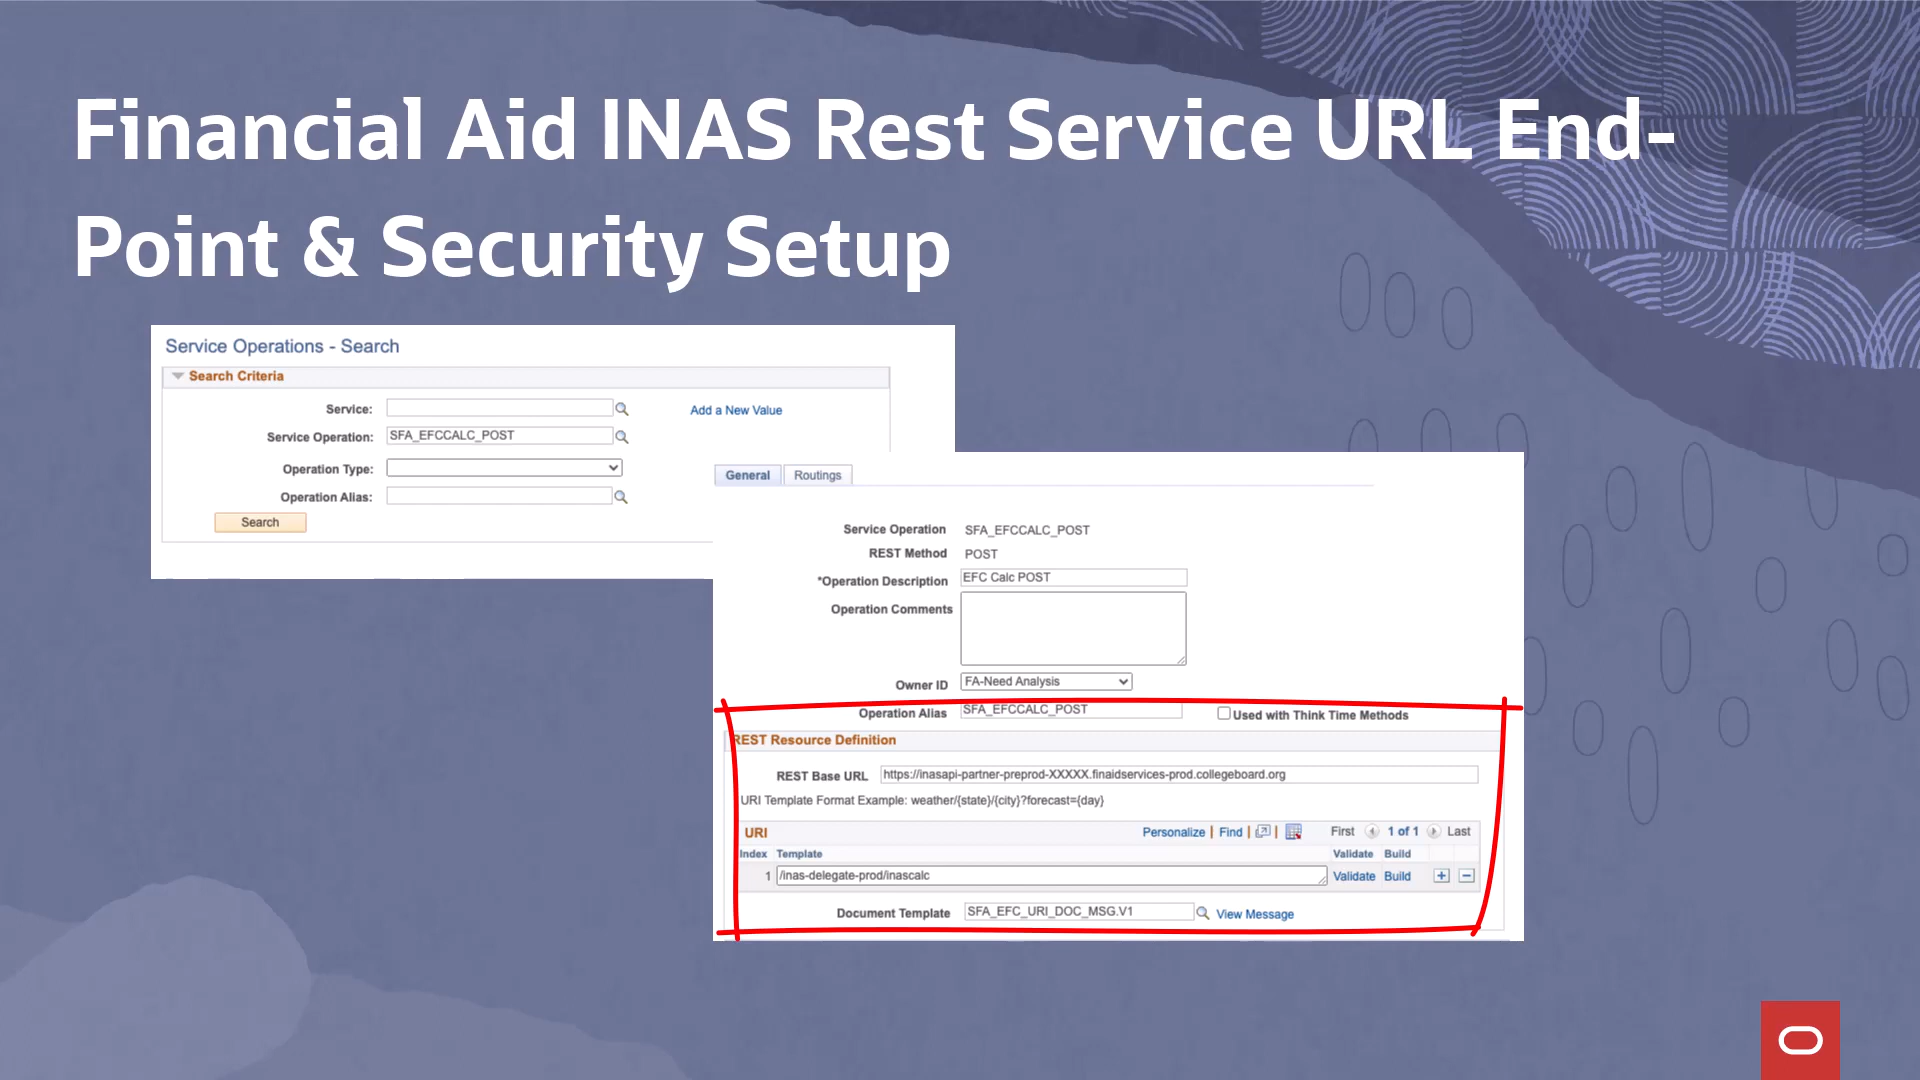 Financial Aid INAS Rest Service URL End-
Point & Security Setup
Service Operations - Search
Search Criteria
Service:
Add a New Value
Service Operation: SFA_EFCCALC_POST
Operation Type:
Operation Alias:
Search
General Routings
Service Operation SFA_EFCCALC_POST
REST Method POST
*Operation Description EFC Calc POST
Operation Comments
Owner ID FA-Need Analysis
Operation Alias SFA_EFCCALC_POST Used with Think Time Methods
REST Resource Definition
REST Base URL https://inasapi-partner-preprod-XXXXX.finaidservices-prod.collegeboard.org
URI Template Format Example: weather/{state}/{city}?forecast={day}
URI Personalize | Find | | First 1 of 1 Last
Index Template Validate Build
1 /inas-delegate-prod/inascalc Validate Build
Document Template SFA_EFC_URI_DOC_MSG.V1 View Message